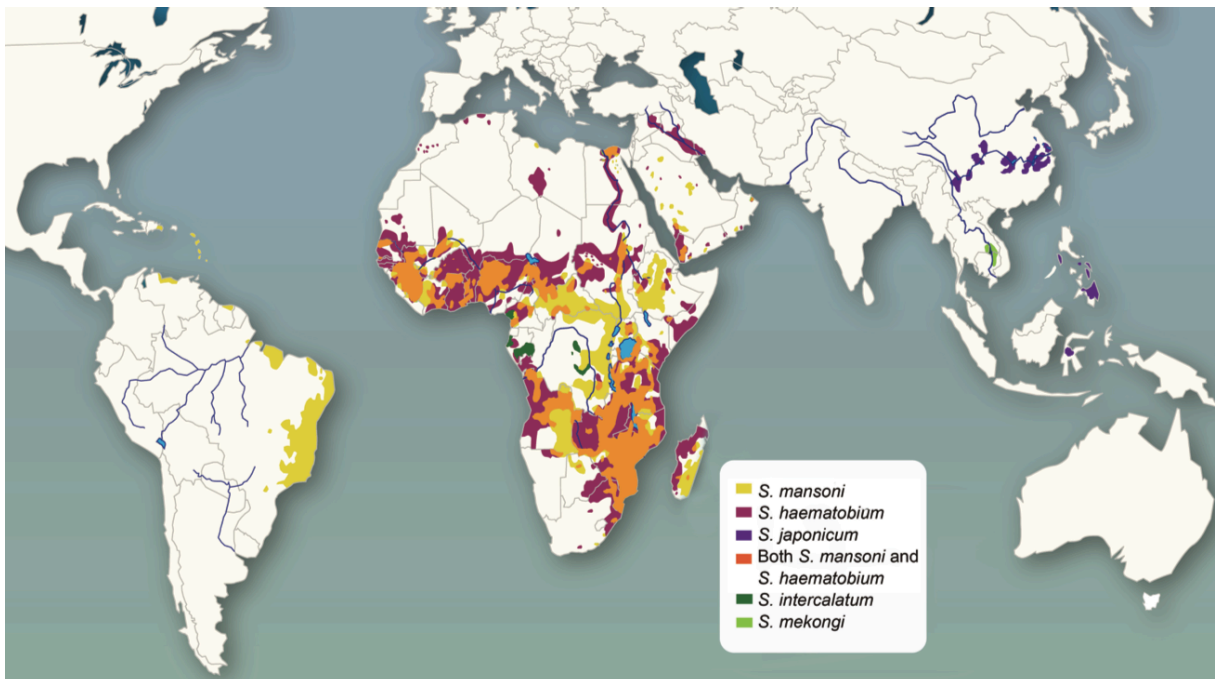 S. mansoni
S. haematobium
S. japonicum
Both S. mansoni and
S. haematobium
S. intercalatum
S. mekongi